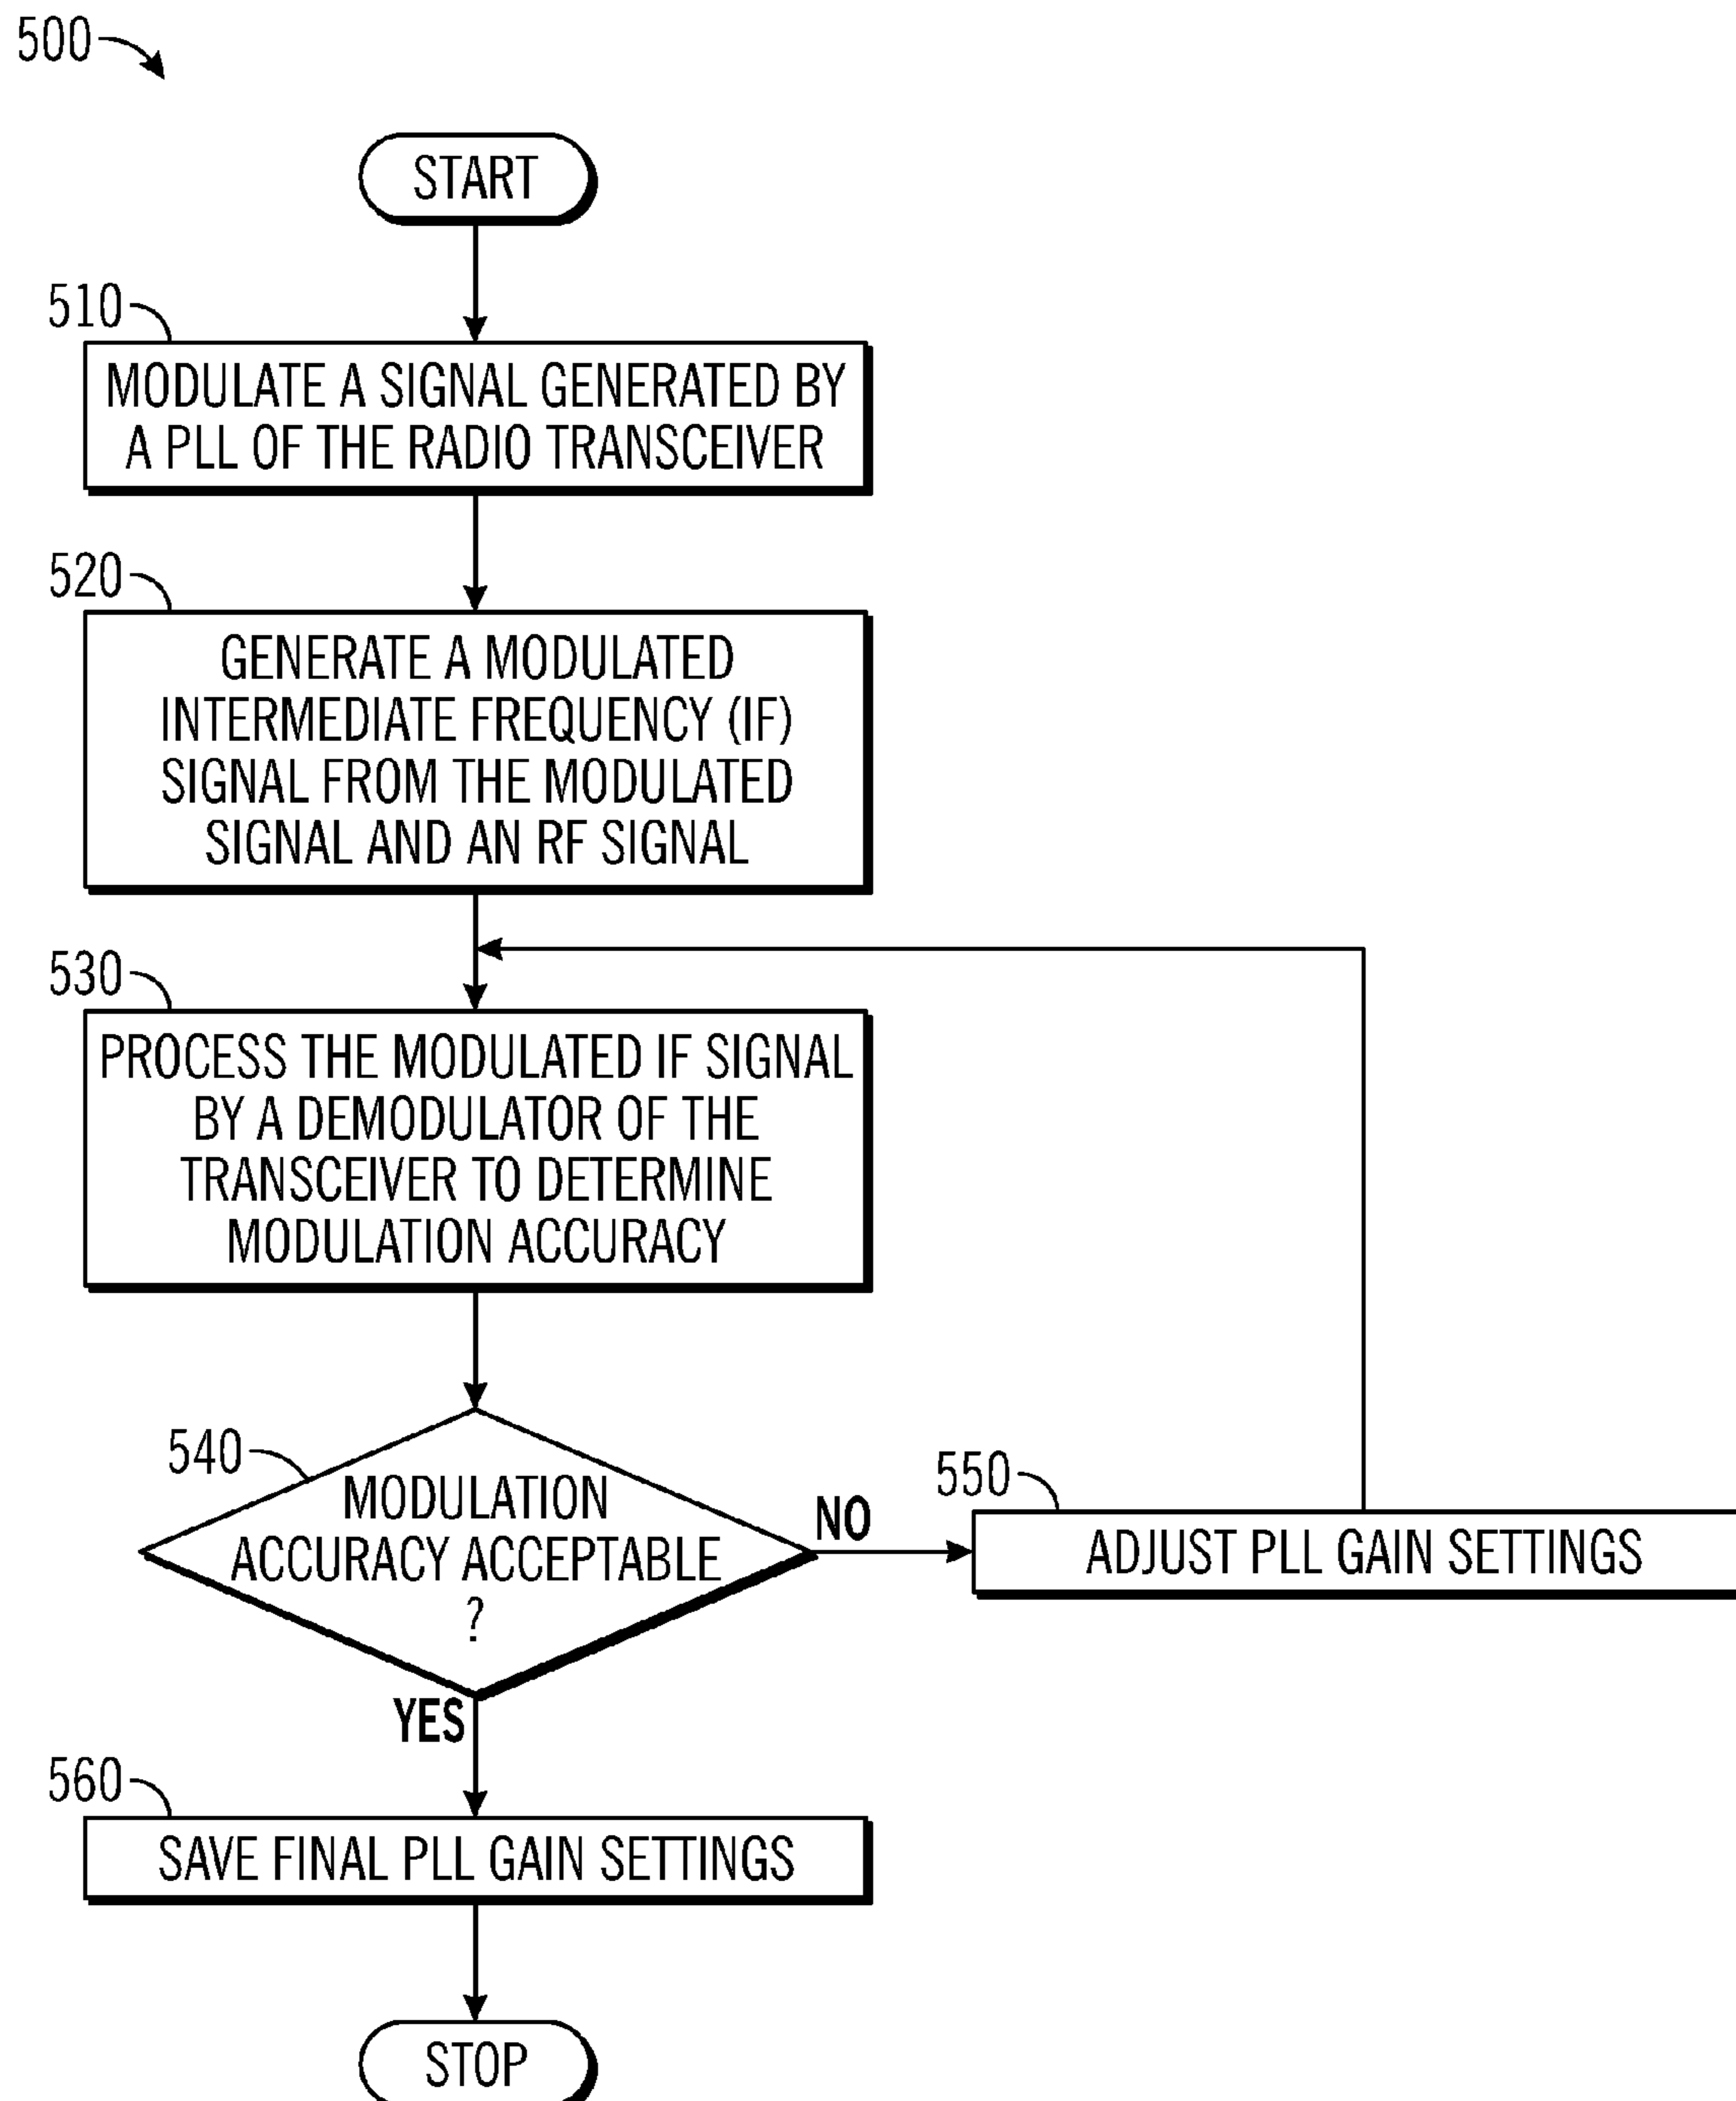 500
START
510
MODULATE A SIGNAL GENERATED BY
A PLL OF THE RADIO TRANSCEIVER
520
GENERATE A MODULATED
INTERMEDIATE FREQUENCY (IF)
SIGNAL FROM THE MODULATED
SIGNAL AND AN RF SIGNAL
530
PROCESS THE MODULATED IF SIGNAL
BY A DEMODULATOR OF THE
TRANSCEIVER TO DETERMINE
MODULATION ACCURACY
540
MODULATION
ACCURACY ACCEPTABLE
?
NO
550
ADJUST PLL GAIN SETTINGS
YES
560
SAVE FINAL PLL GAIN SETTINGS
STOP